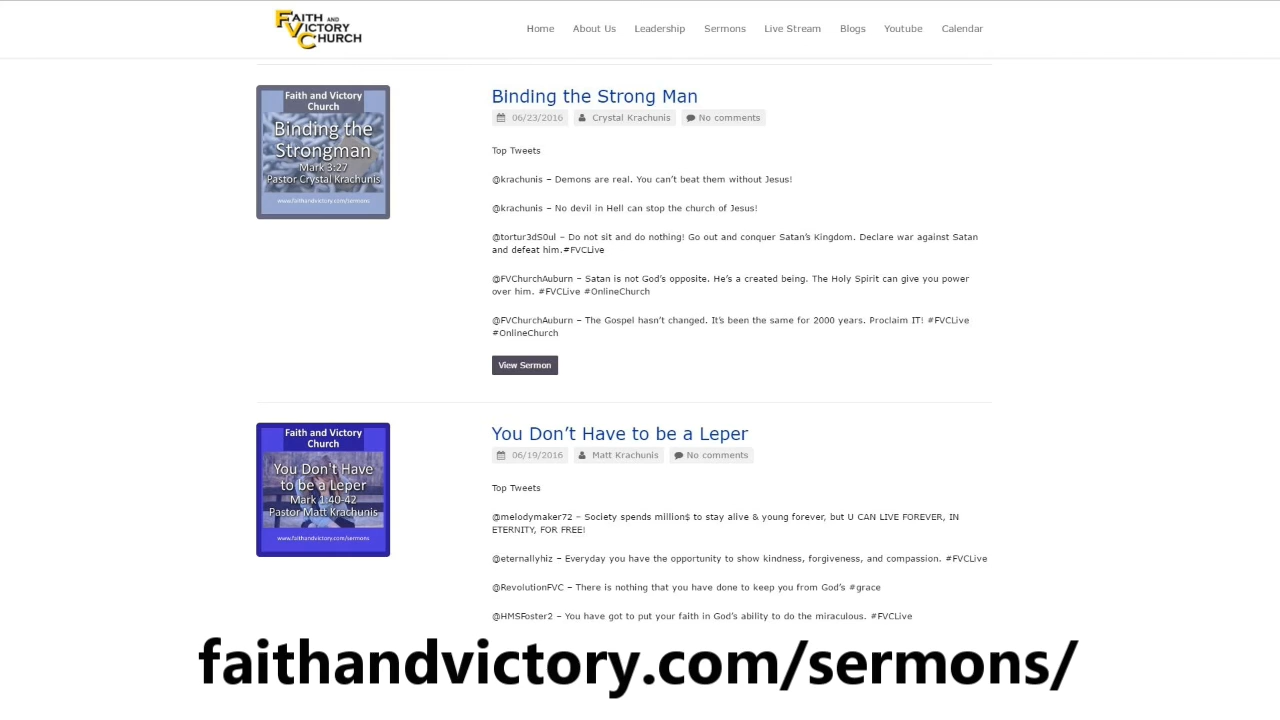 FAITH AND
VICTORY
CHURCH
Home About Us Leadership Sermons Live Stream Blogs Youtube Calendar
Faith and Victory
Church
Binding the
Strongman
Mark 3:27
Pastor Crystal Krachunis
www.faithandvictory.com/sermons
Binding the Strong Man
06/23/2016 Crystal Krachunis No comments
Top Tweets
@krachunis – Demons are real. You can't beat them without Jesus!
@krachunis – No devil in Hell can stop the church of Jesus!
@tortur3dS0ul – Do not sit and do nothing! Go out and conquer Satan's Kingdom. Declare war against Satan
and defeat him.#FVCLive
@FVChurchAuburn – Satan is not God's opposite. He's a created being. The Holy Spirit can give you power
over him. #FVCLive #OnlineChurch
@FVChurchAuburn – The Gospel hasn't changed. It's been the same for 2000 years. Proclaim IT! #FVCLive
#OnlineChurch
View Sermon
Faith and Victory
Church
You Don't Have
to be a Leper
Mark 1:40-42
Pastor Matt Krachunis
www.faithandvictory.com/sermons
You Don't Have to be a Leper
06/19/2016 Matt Krachunis No comments
Top Tweets
@melodymaker72 – Society spends million$ to stay alive & young forever, but U CAN LIVE FOREVER, IN
ETERNITY, FOR FREE!
@eternallyhiz – Everyday you have the opportunity to show kindness, forgiveness, and compassion. #FVCLive
@RevolutionFVC – There is nothing that you have done to keep you from God's #grace
@HMSFoster2 – You have got to put your faith in God's ability to do the miraculous. #FVCLive
faithandvictory.com/sermons/